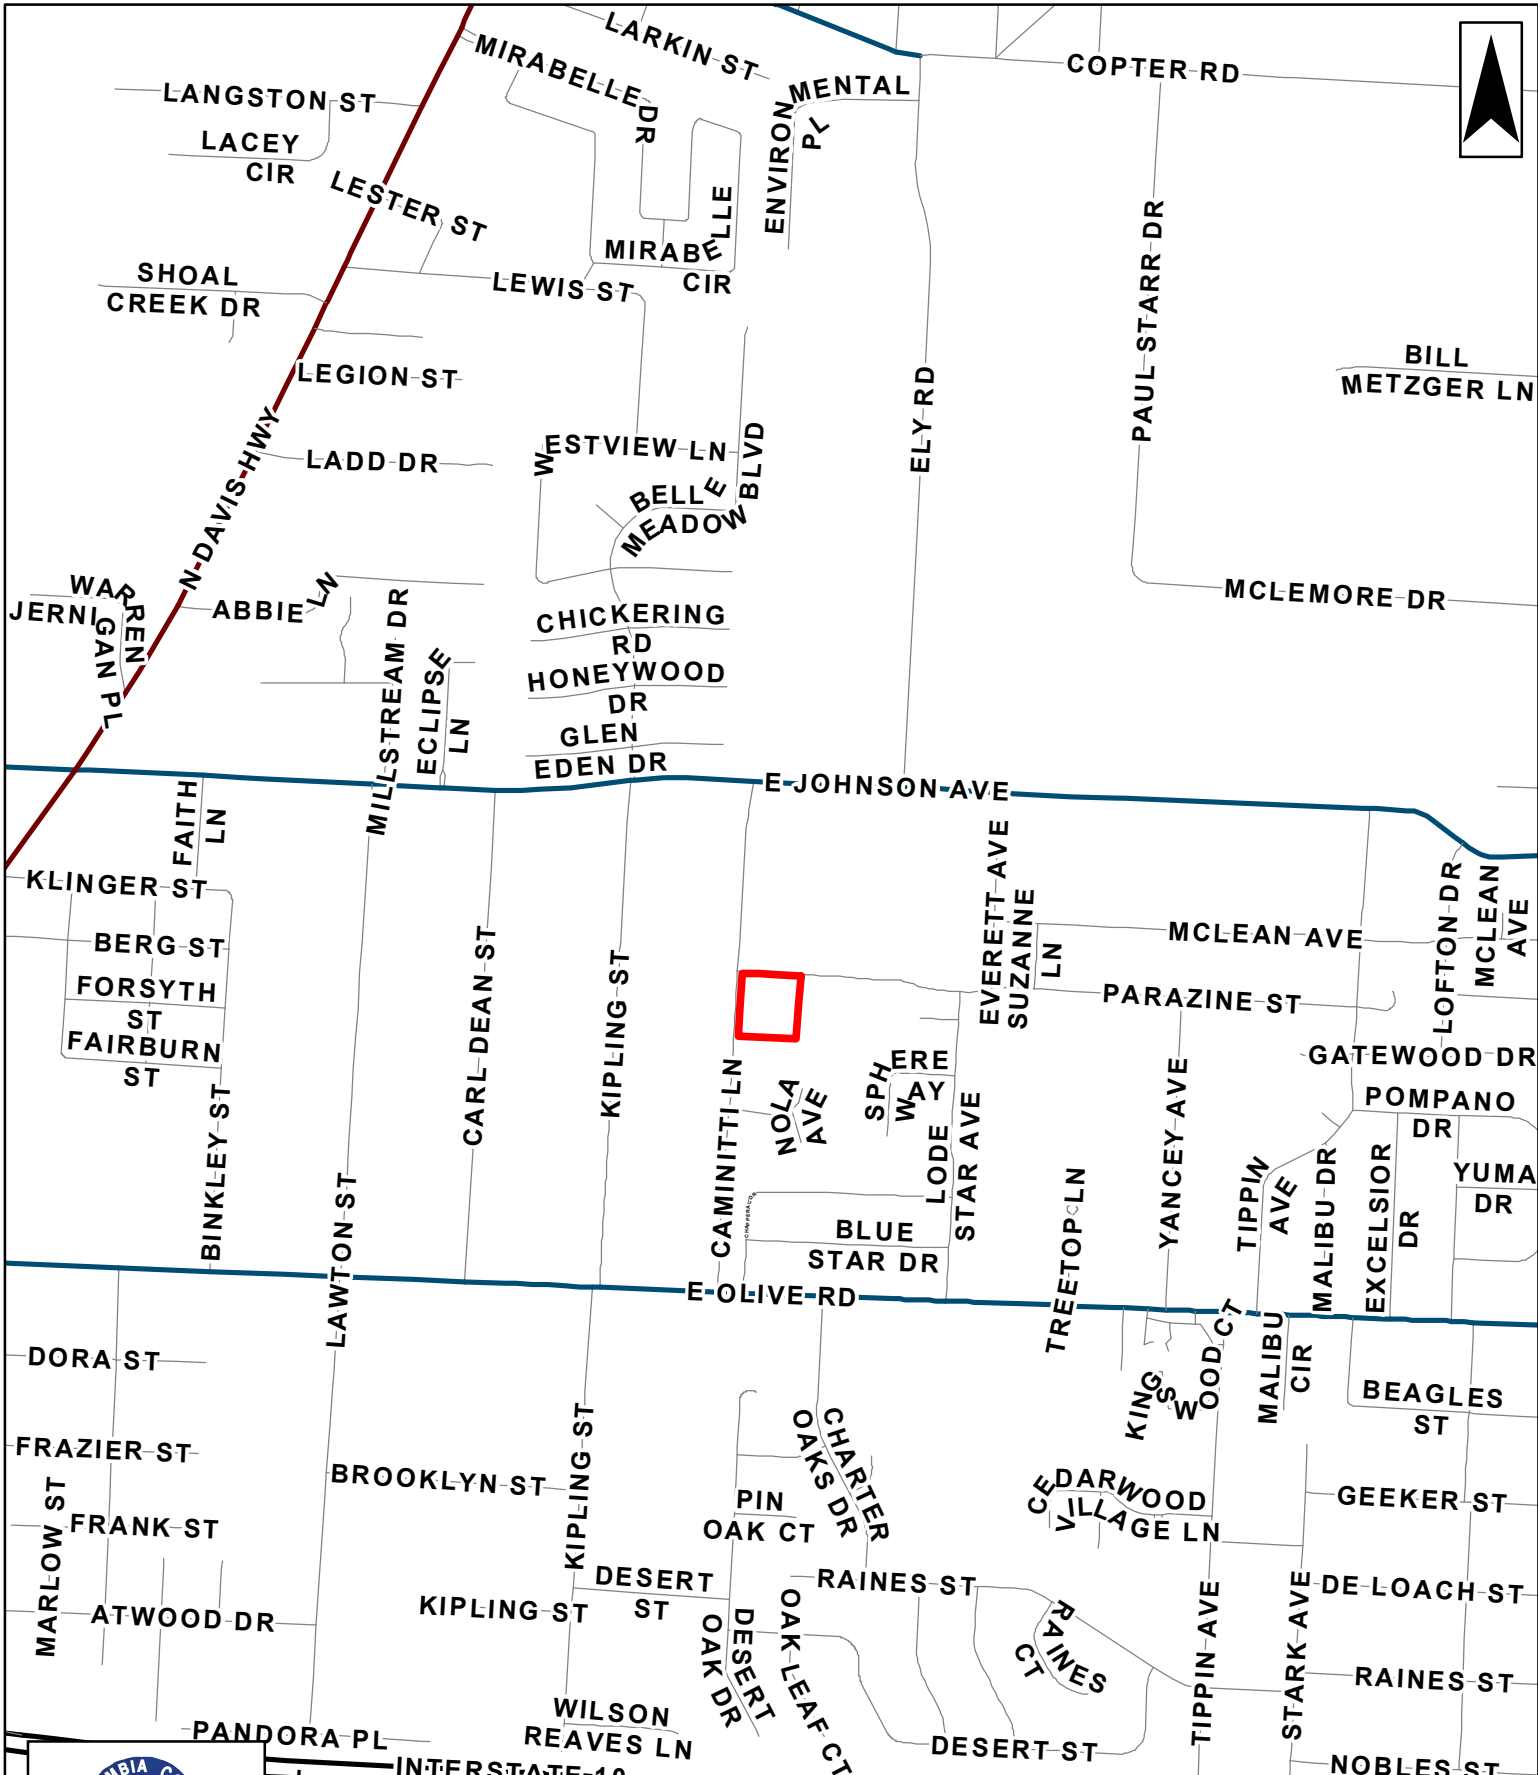 LARKIN ST
MIRABELLE DR
COPTER RD
ENVIRONMENTAL PL
LANGSTON ST
LACEY
CIR
LESTER ST
PAUL STARR DR
MIRABELLE
CIR
SHOAL
CREEK DR
LEWIS ST
BILL
METZGER LN
LEGION ST
ELY RD
N DAVIS HWY
LADD DR
WESTVIEW LN
BELLE
MEADOW BLVD
WARREN
JERNIGAN PL
ABBIE LN
MILLSTREAM DR
MCLEMORE DR
CHICKERING
RD
ECLIPSE
LN
HONEYWOOD
DR
GLEN
EDEN DR
E JOHNSON AVE
FAITH
LN
EVERETT AVE
KLINGER ST
SUZANNE
LN
MCLEAN AVE
LOFTON DR
MCLEAN
AVE
BERG ST
FORSYTH
ST
PARAZINE ST
FAIRBURN
ST
CARL DEAN ST
KIPLING ST
GATEWOOD DR
SPHERE
WAY
CAMINITI LN
NOLA
AVE
YANCEY AVE
POMPANO
DR
BINKLEY ST
LODE
STAR AVE
LAWTON ST
TREETOP LN
TIPPIN
AVE
MALIBU DR
EXCELSIOR
DR
YUMA
DR
BLUE
STAR DR
E OLIVE RD
DORA ST
KINGSWOOD CT
MALIBU
CIR
BEAGLES
ST
FRAZIER ST
CHARTER
OAKS DR
KIPLING ST
BROOKLYN ST
MARLOW ST
FRANK ST
PIN
OAK CT
DARWOOD
VILLAGE LN
CE
GEEKER ST
DESERT
ST
RAINES ST
DE LOACH ST
KIPLING ST
ATWOOD DR
DESERT
OAK DR
OAK LEAF CT
RAINES
CT
TIPPIN AVE
STARK AVE
RAINES ST
WILSON
REAVES LN
PANDORA PL
DESERT ST
NOBLES ST
INTERSTATE 10